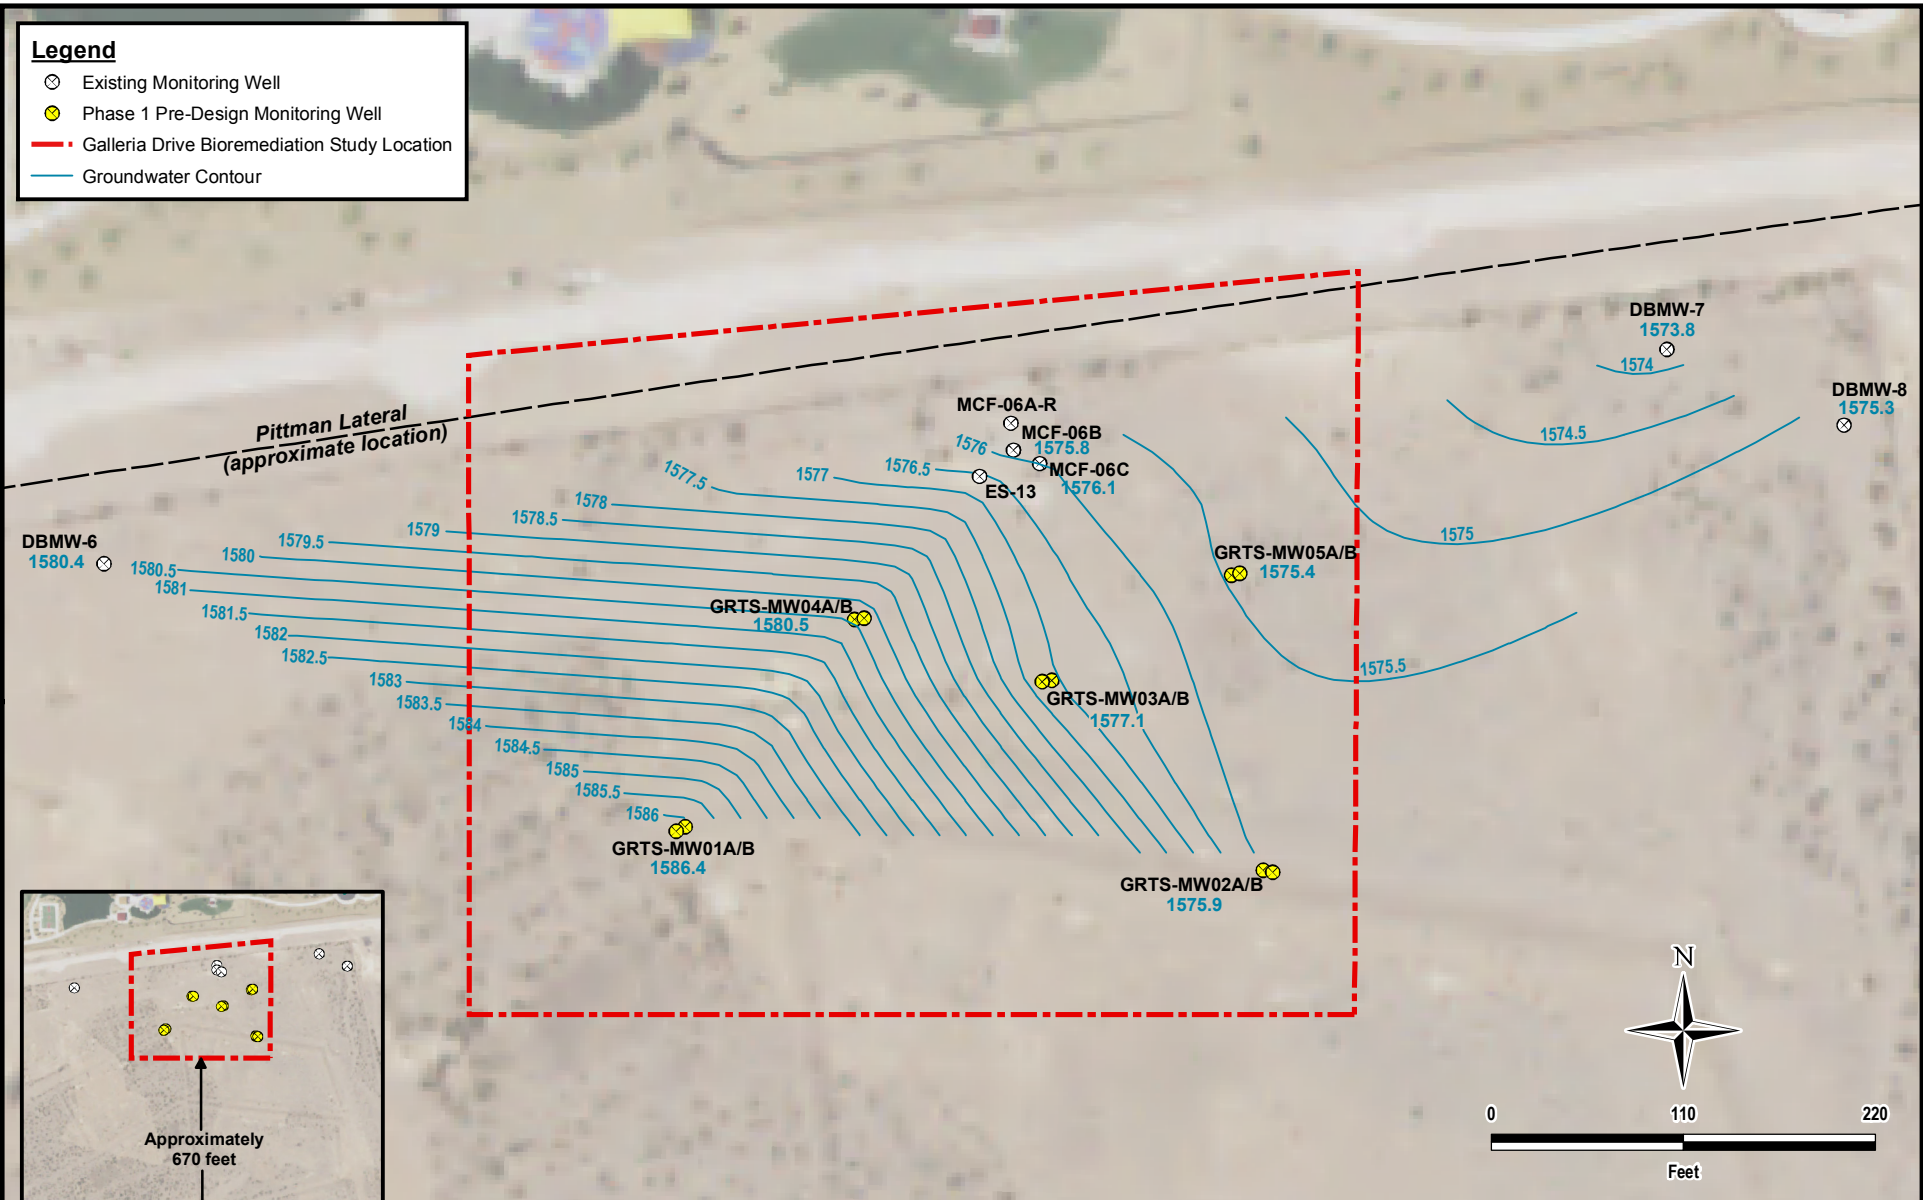 Legend
Existing Monitoring Well
Phase 1 Pre-Design Monitoring Well
Galleria Drive Bioremediation Study Location
Groundwater Contour
Pittman Lateral
(approximate location)
DBMW-7
1573.8
1574
DBMW-8
1575.3
1574.5
1575
1575.5
MCF-06A-R
MCF-06B
1575.8
1576
MCF-06C
1576.1
1576.5
ES-13
1577
1577.5
1578
1578.5
1579
1579.5
1580
1580.5
1581
1581.5
1582
1582.5
1583
1583.5
1584
1584.5
1585
1585.5
1586
DBMW-6
1580.4
GRTS-MW05A/B
1575.4
GRTS-MW04A/B
1580.5
GRTS-MW03A/B
1577.1
GRTS-MW01A/B
1586.4
GRTS-MW02A/B
1575.9
Approximately
670 feet
N
0 110 220
Feet